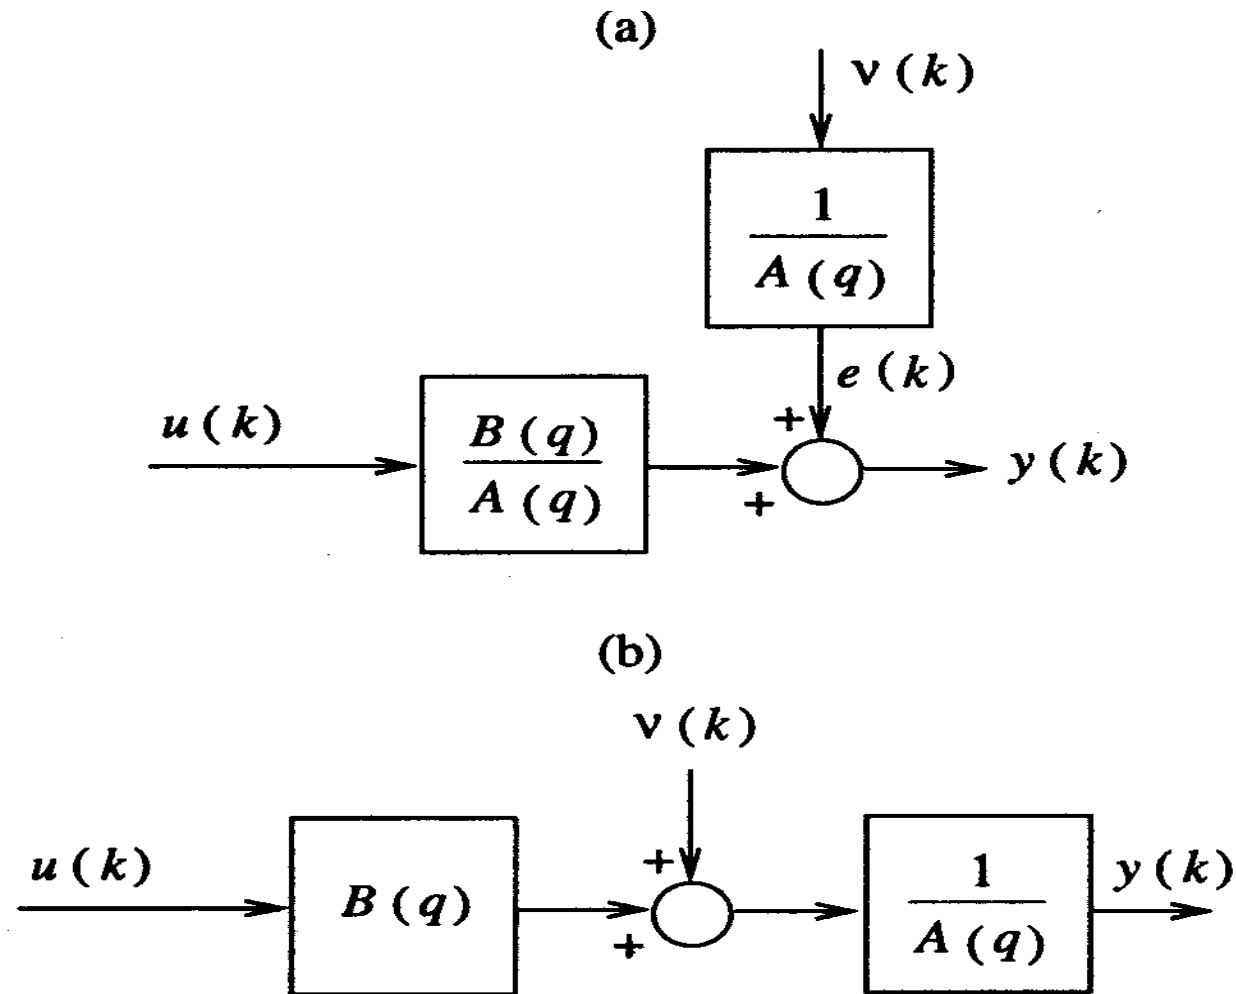 (a)
ν (k)
1
A (q)
e (k)
+
u (k)
B (q)
A (q)
y (k)
+
(b)
ν (k)
u (k)
B (q)
+
+
1
A (q)
y (k)